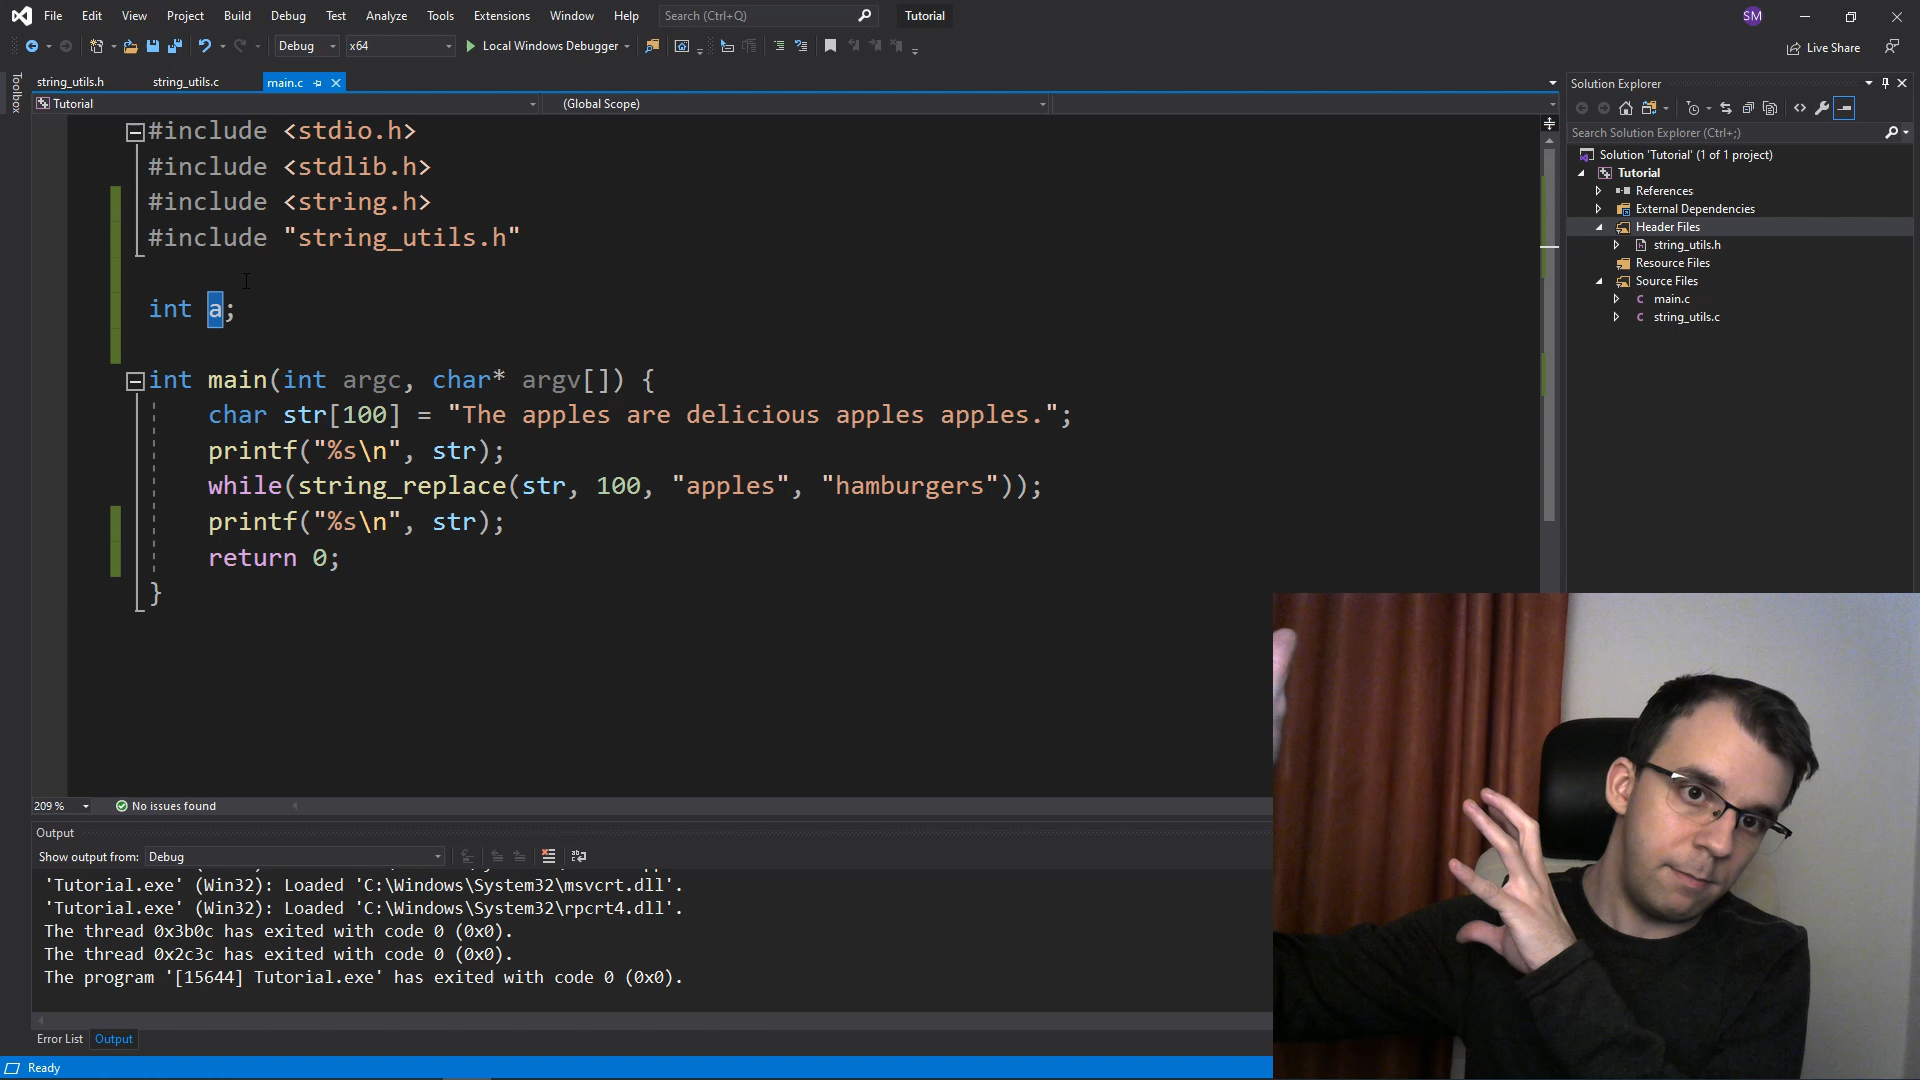 File Edit View Project Build Debug Test Analyze Tools Extensions Window Help Search (Ctrl+Q) Tutorial SM
Debug x64 Local Windows Debugger Live Share
Toolbox
string_utils.h string_utils.c main.c
Tutorial (Global Scope)
#include <stdio.h>
#include <stdlib.h>
#include <string.h>
#include "string_utils.h"
int a;
int main(int argc, char* argv[]) {
char str[100] = "The apples are delicious apples apples.";
printf("%s\n", str);
while(string_replace(str, 100, "apples", "hamburgers"));
printf("%s\n", str);
return 0;
}
209 % No issues found
Output
Show output from: Debug
'Tutorial.exe' (Win32): Loaded 'C:\Windows\System32\msvcrt.dll'.
'Tutorial.exe' (Win32): Loaded 'C:\Windows\System32\rpcrt4.dll'.
The thread 0x3b0c has exited with code 0 (0x0).
The thread 0x2c3c has exited with code 0 (0x0).
The program '[15644] Tutorial.exe' has exited with code 0 (0x0).
Error List Output
Ready
Solution Explorer
Search Solution Explorer (Ctrl+;)
Solution 'Tutorial' (1 of 1 project)
Tutorial
References
External Dependencies
Header Files
string_utils.h
Resource Files
Source Files
main.c
string_utils.c